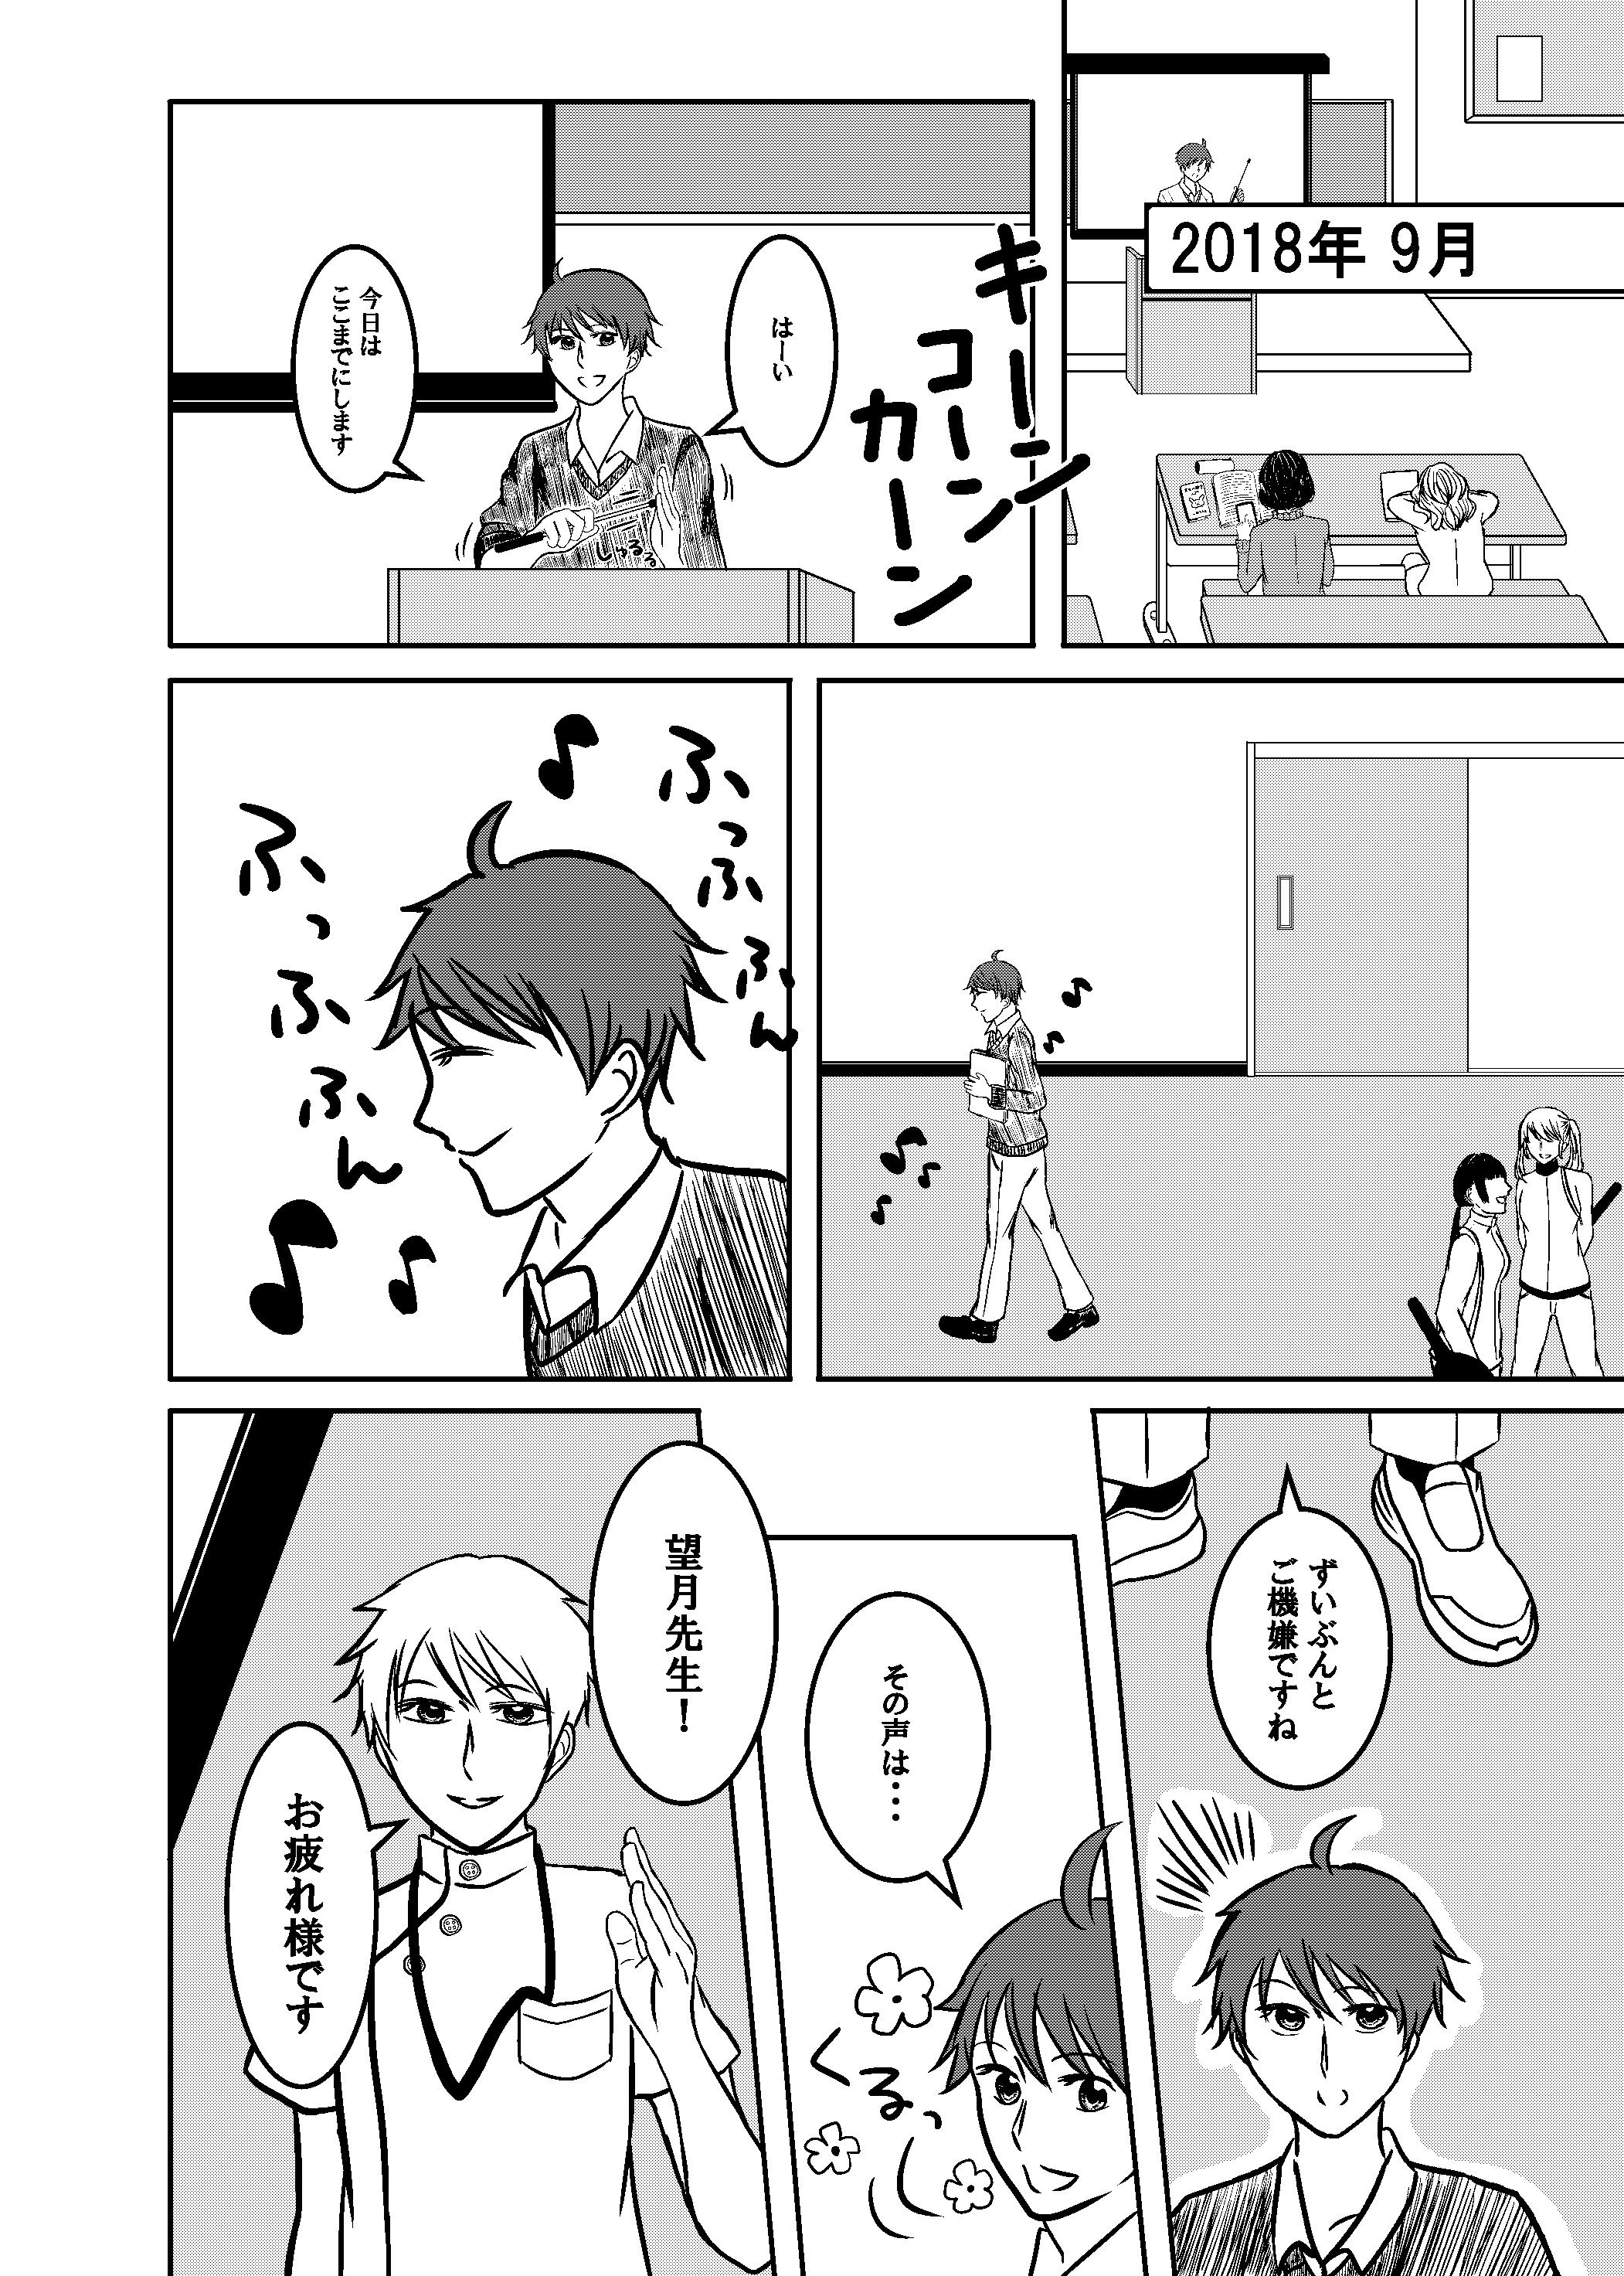 2018年 9月
キーン
コーン
カーン
はーい
今日は
ここまでにします
しゅるる
ふっふふふん
ふっふふふん
ずいぶんと
ご機嫌ですね
その声は・・・
くるっ
望月先生！
お疲れ様です